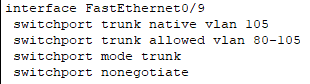 interface FastEthernet0/9
switchport trunk native vlan 105
switchport trunk allowed vlan 80-105
switchport mode trunk
switchport nonegotiate